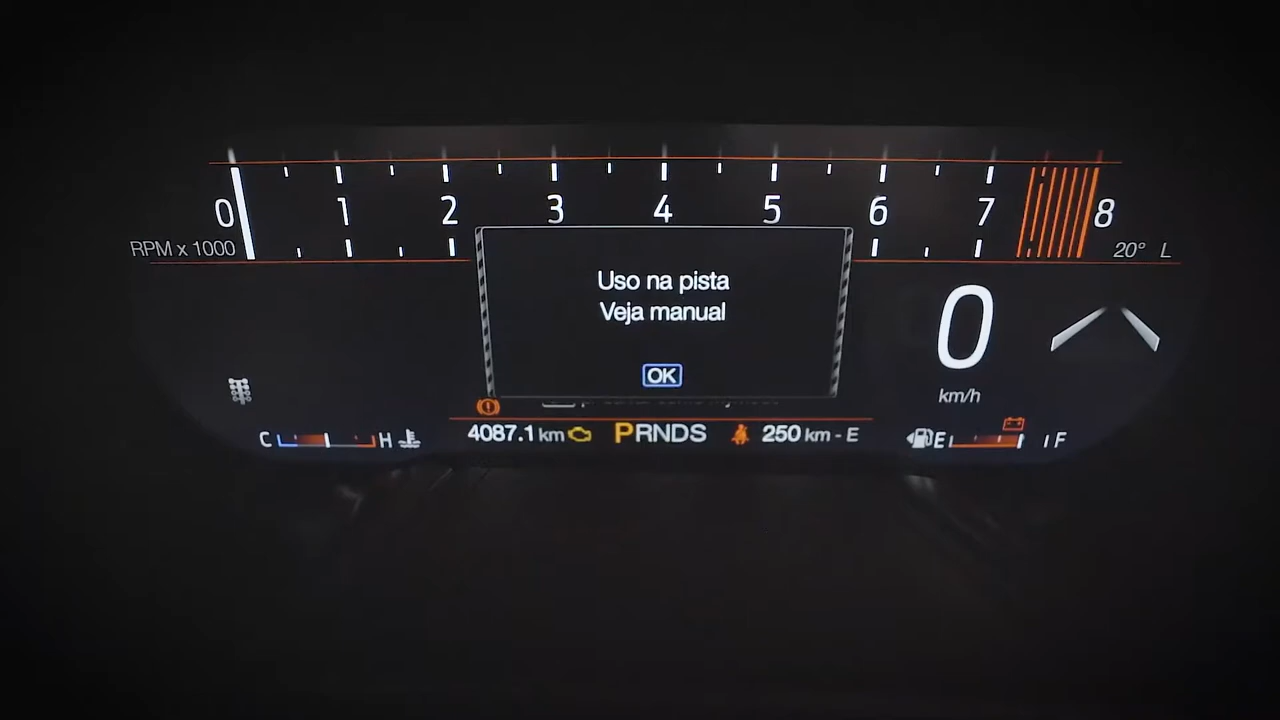 0 1 2 3 4 5 6 7 8
RPM x 1000
20° L
Uso na pista
Veja manual
OK
0
km/h
C H
4087.1 km
PRNDS
250 km - E
E F